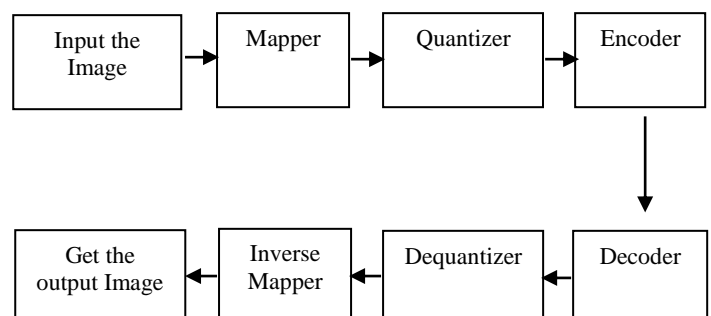 Input the
Image
Mapper
Quantizer
Encoder
Get the
output Image
Inverse
Mapper
Dequantizer
Decoder